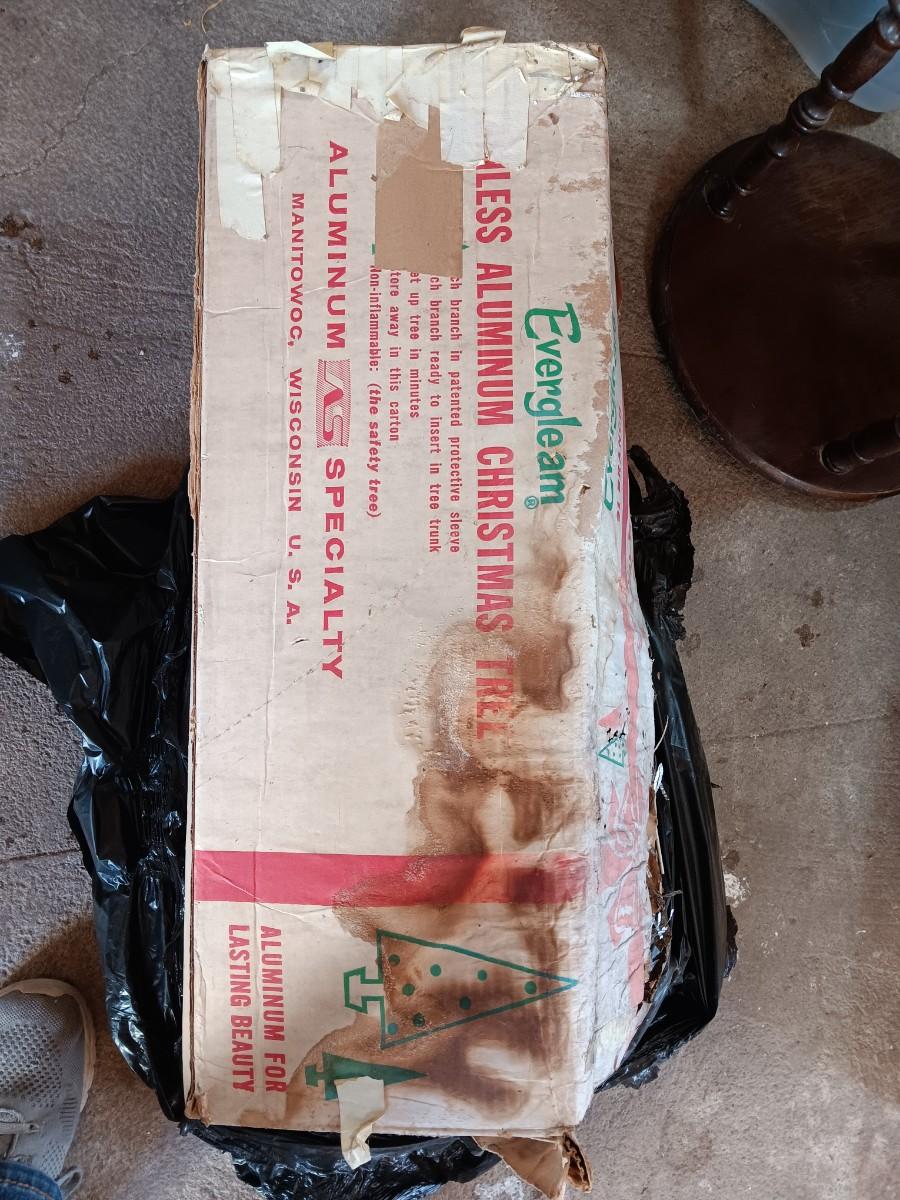 Evergleam®
LESS ALUMINUM CHRISTMAS TREE
ch branch in patented protective sleeve
ch branch ready to insert in tree trunk
et up tree in minutes
tore away in this carton
Non-inflammable: (the safety tree)
ALUMINUM AS SPECIALTY
MANITOWOC, WISCONSIN U. S. A.
ALUMINUM FOR
LASTING BEAUTY